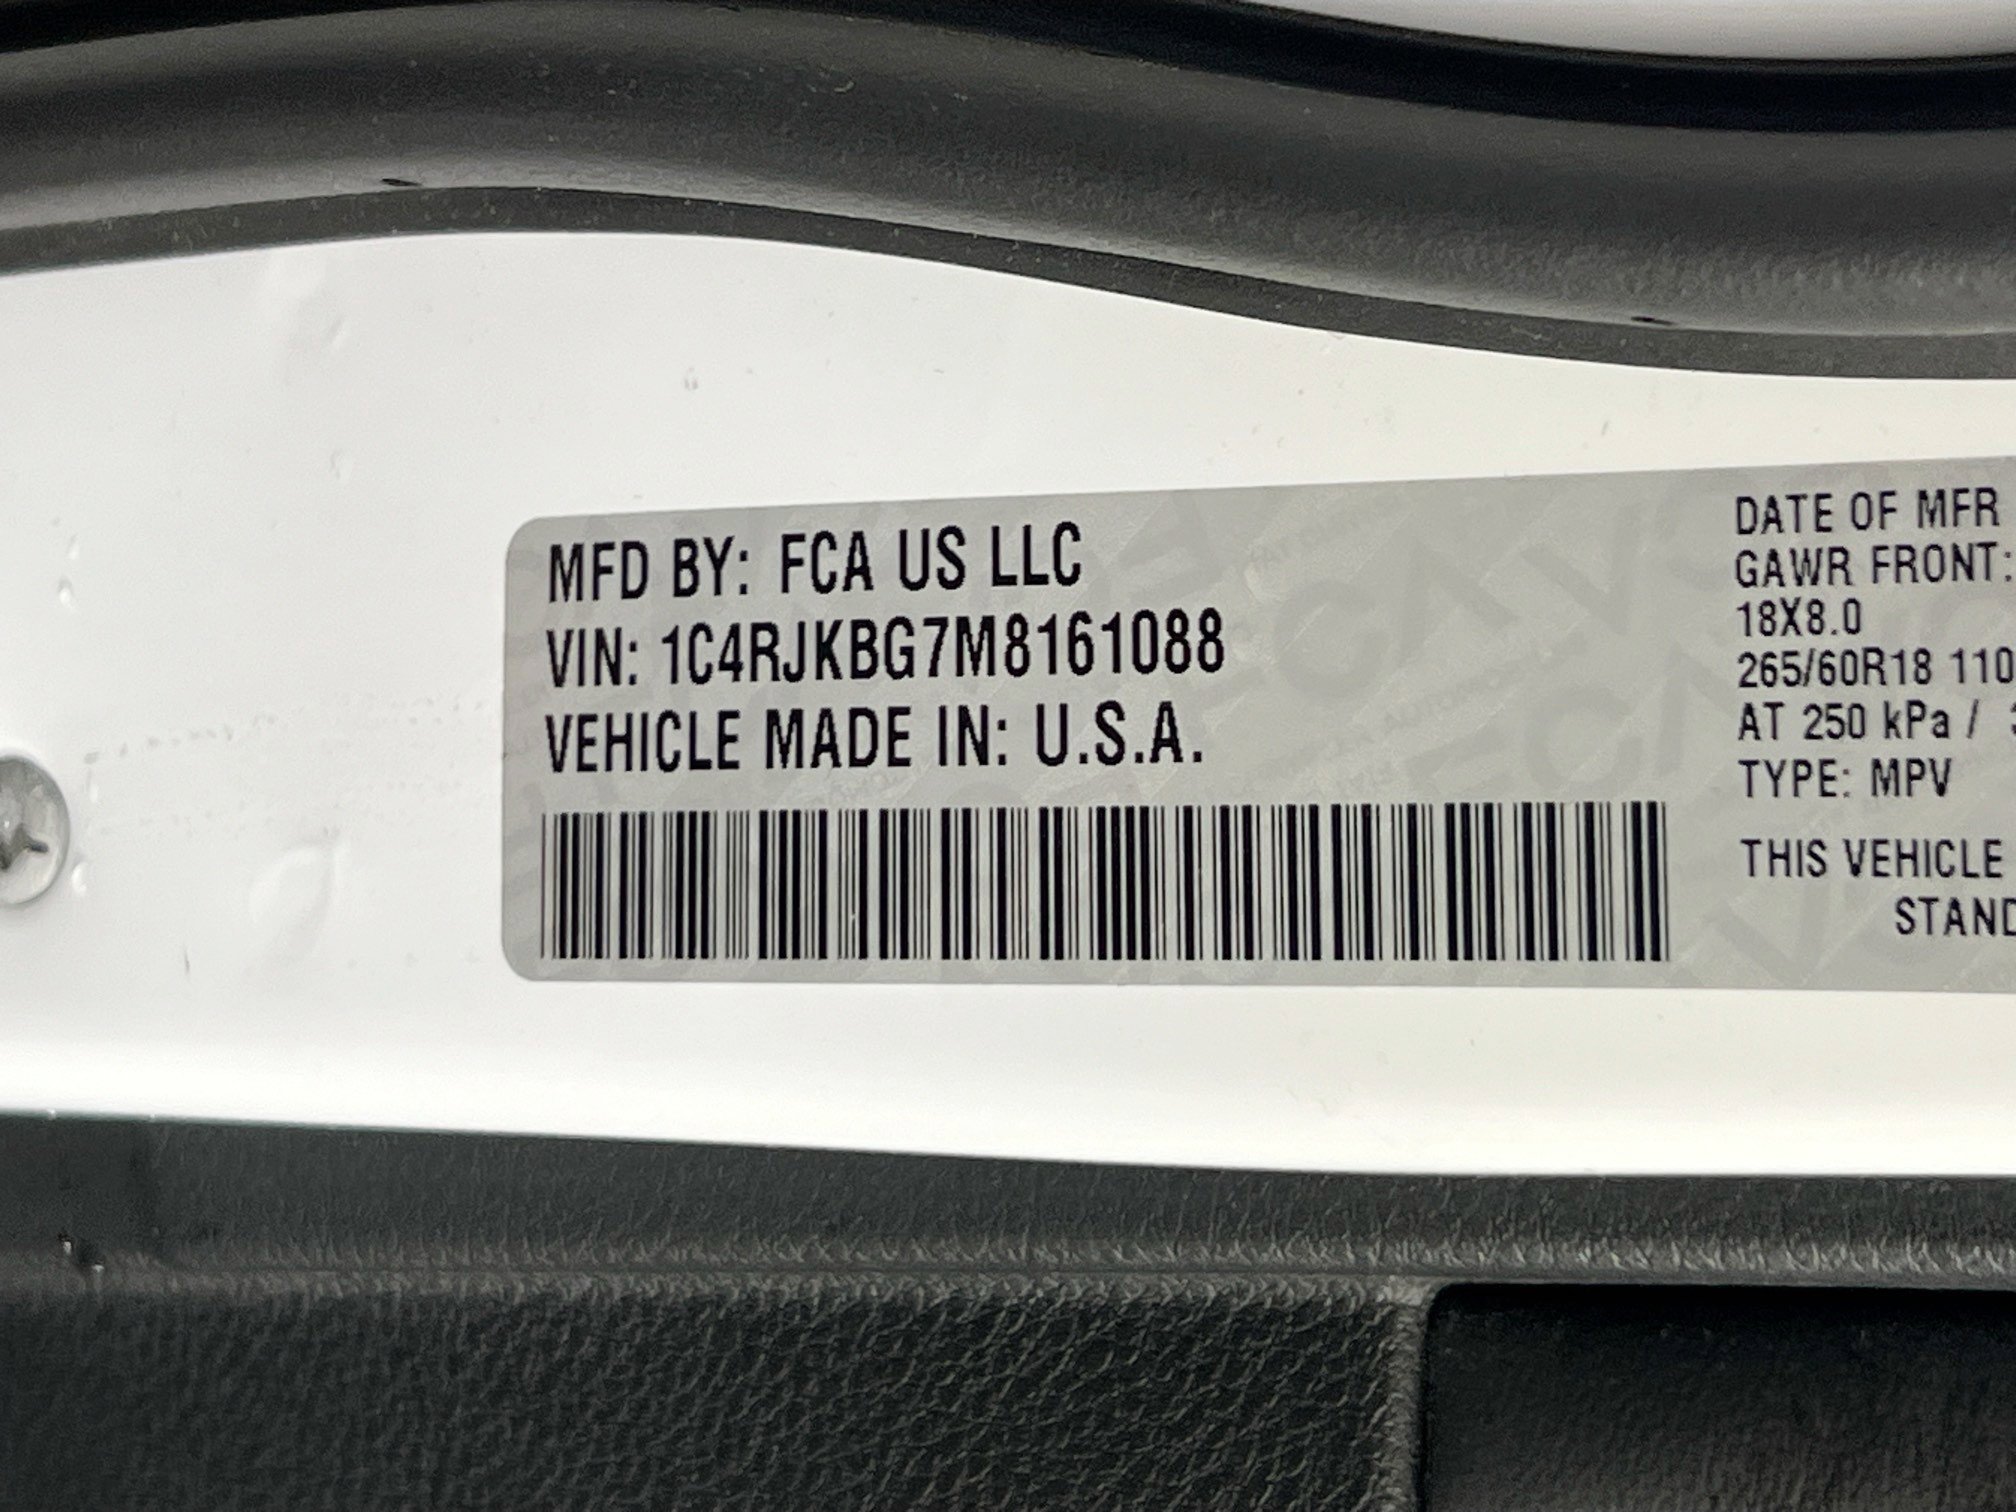 MFD BY: FCA US LLC
VIN: 1C4RJKBG7M8161088
VEHICLE MADE IN: U.S.A.
DATE OF MFR
GAWR FRONT:
18X8.0
265/60R18 110
AT 250 kPa /
TYPE: MPV
THIS VEHICLE